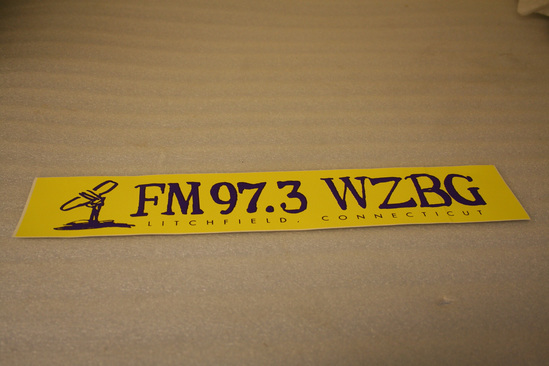 FM 97.3 WZBG
LITCHFIELD. CONNECTICUT